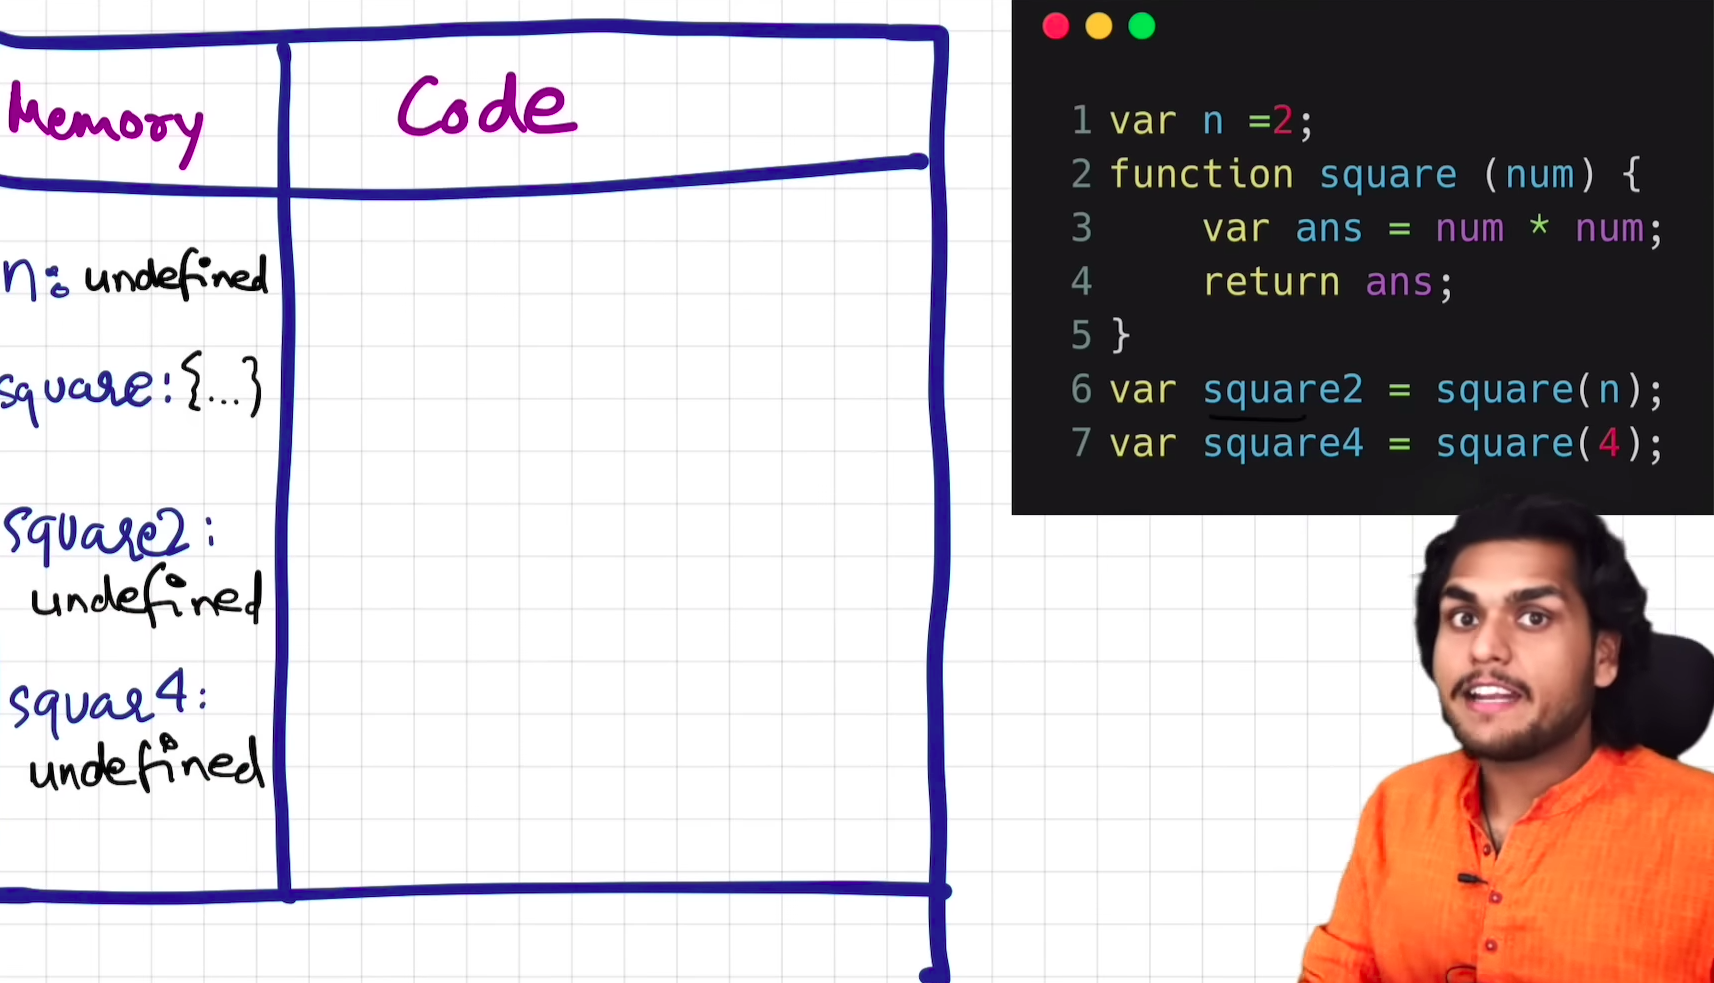 Memory
Code
n: undefined
square: {...}
square2:
undefined
squar4:
undefined
1 var n =2;
2 function square (num) {
3 var ans = num * num;
4 return ans;
5 }
6 var square2 = square(n);
7 var square4 = square(4);